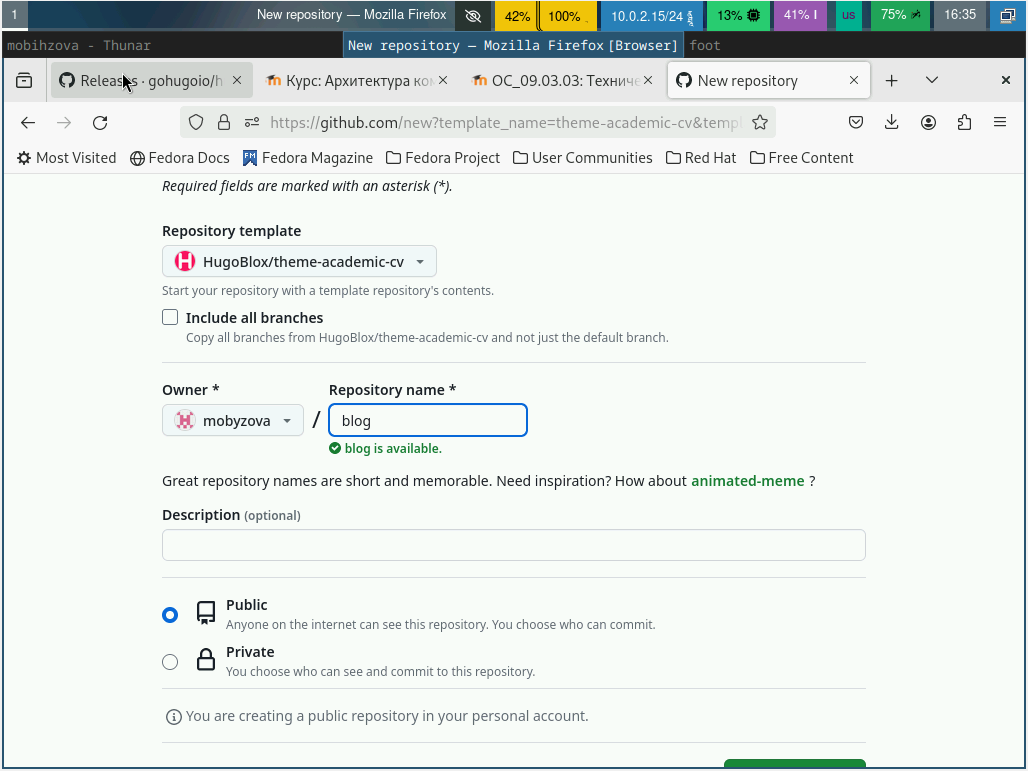 1 New repository — Mozilla Firefox 42% 100% 10.0.2.15/24 13% 41% us 75% 16:35
mobihzova - Thunar New repository — Mozilla Firefox [Browser] foot
Releases · gohugoio/h Курс: Архитектура ком ОС_09.03.03: Техниче New repository
https://github.com/new?template_name=theme-academic-cv&templ
Most Visited Fedora Docs Fedora Magazine Fedora Project User Communities Red Hat Free Content
Required fields are marked with an asterisk (*).
Repository template
HugoBlox/theme-academic-cv
Start your repository with a template repository's contents.
Include all branches
Copy all branches from HugoBlox/theme-academic-cv and not just the default branch.
Owner * Repository name *
mobyzova / blog
blog is available.
Great repository names are short and memorable. Need inspiration? How about animated-meme ?
Description (optional)
Public
Anyone on the internet can see this repository. You choose who can commit.
Private
You choose who can see and commit to this repository.
You are creating a public repository in your personal account.